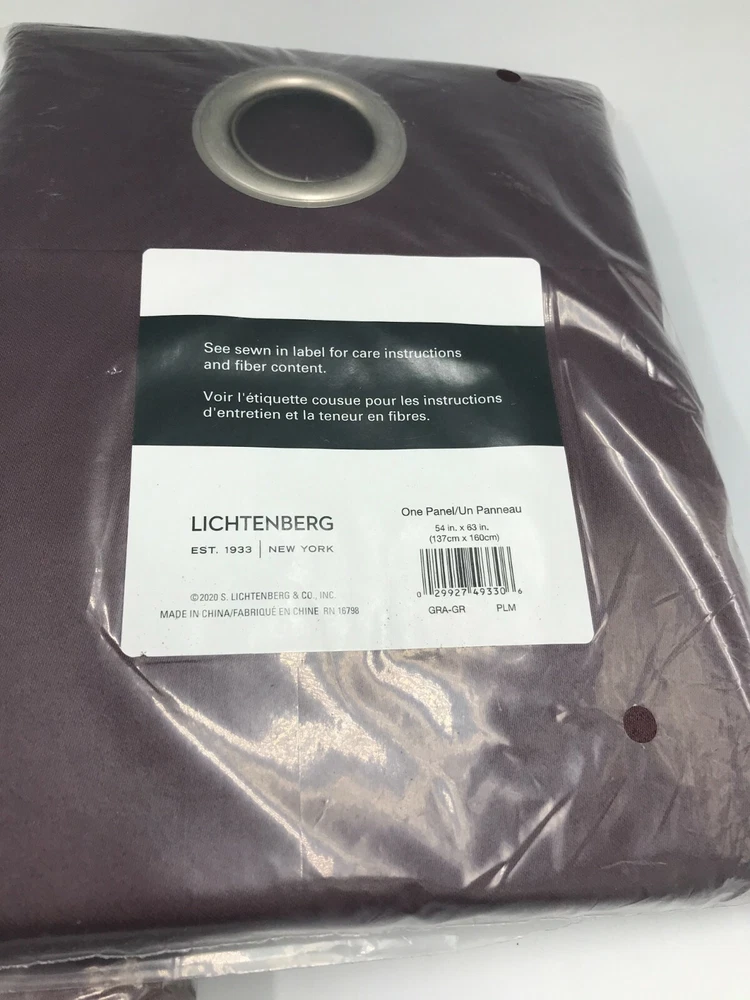 See sewn in label for care instructions
and fiber content.
Voir l'étiquette cousue pour les instructions
d'entretien et la teneur en fibres.
LICHTENBERG
EST. 1933 | NEW YORK
©2020 S. LICHTENBERG & CO., INC.
MADE IN CHINA/FABRIQUÉ EN CHINE RN 16798
One Panel/Un Panneau
54 in. x 63 in.
(137cm x 160cm)
0 29927 49330 6
GRA-GR PLM